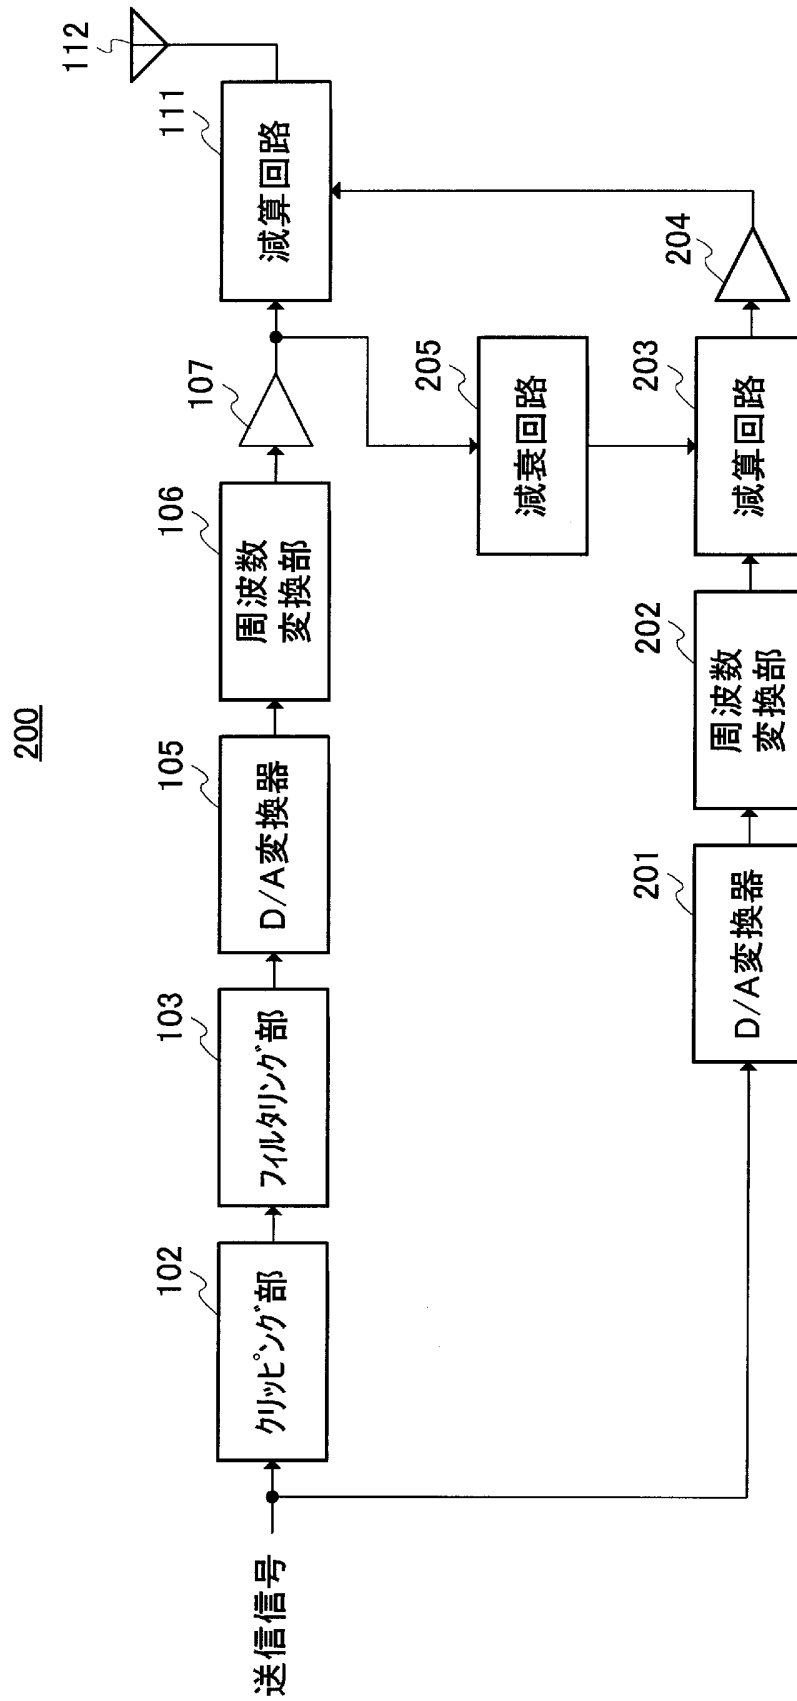 200
送信信号
102
クリッピング部
103
フィルタリング部
105
D/A変換器
106
周波数
変換部
107
111
減算回路
112
205
減衰回路
201
D/A変換器
202
周波数
変換部
203
減算回路
204